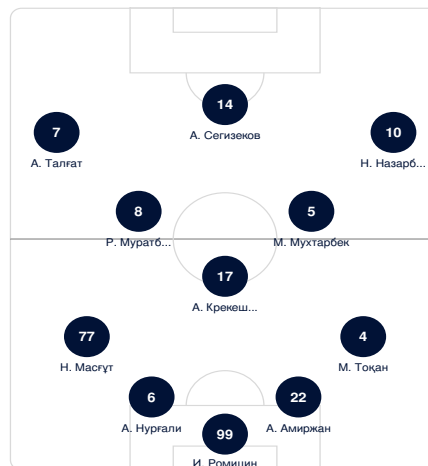 14
А. Сегизеков
7
А. Талғат
10
Н. Назарб...
8
Р. Муратб...
5
М. Мухтарбек
17
А. Крекеш...
77
Н. Масғұт
4
М. Тоқан
6
А. Нурғали
22
А. Амиржан
99
И. Ромицин